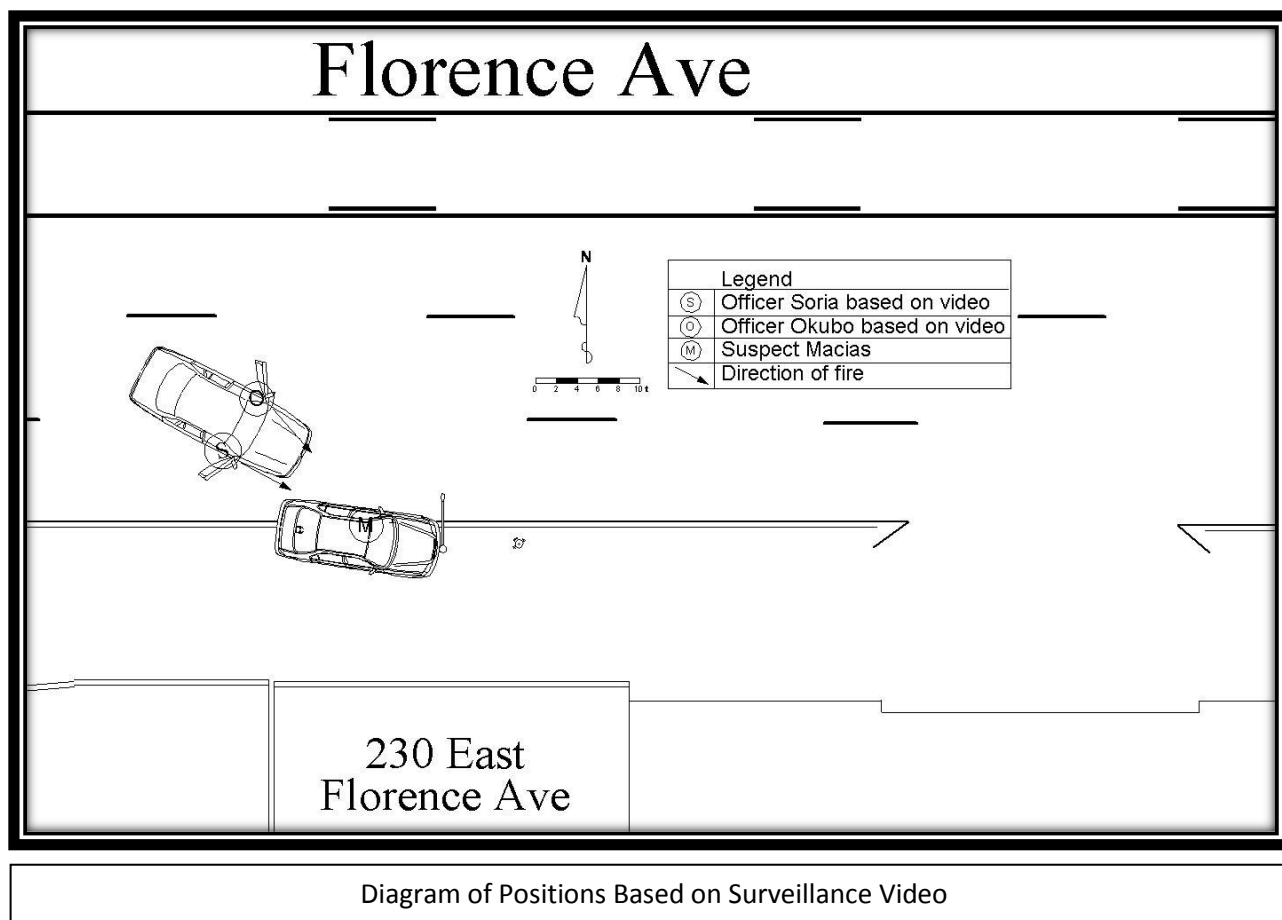 Florence Ave
N
0 2 4 6 8 10 t
Legend
S Officer Soria based on video
O Officer Okubo based on video
M Suspect Macias
Direction of fire
O
S
M
230 East
Florence Ave
Diagram of Positions Based on Surveillance Video